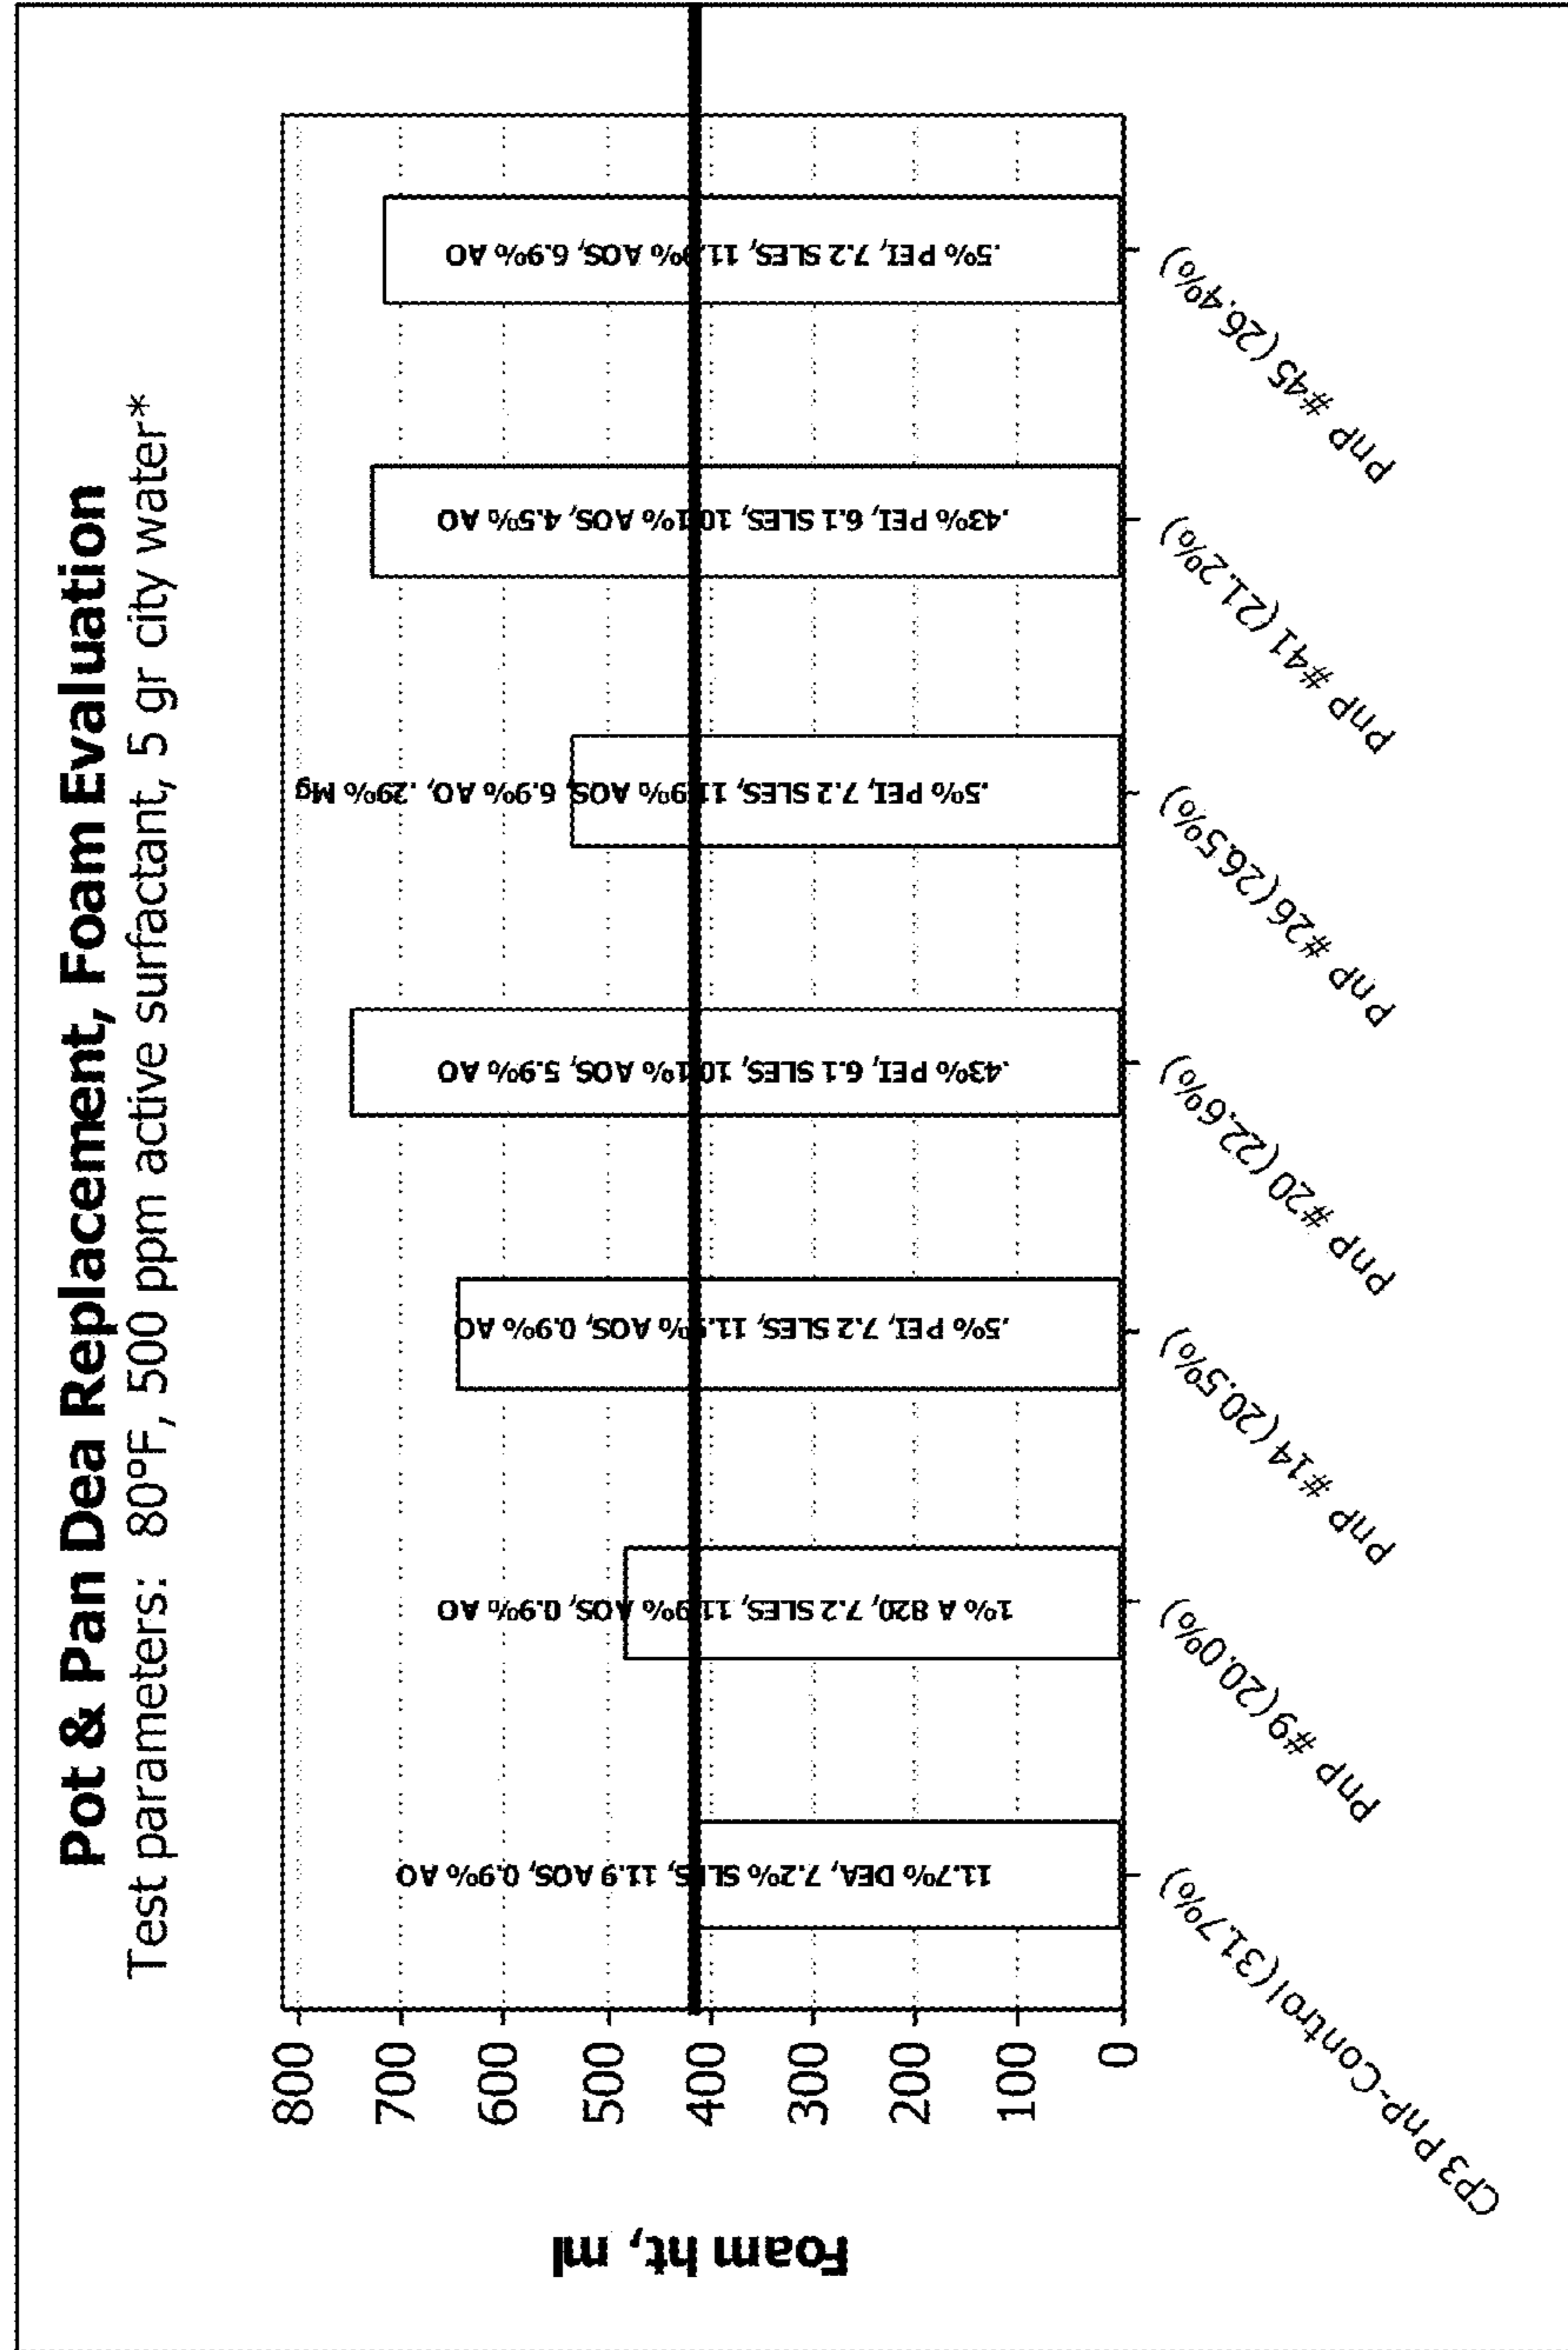 Pot & Pan Dea Replacement, Foam Evaluation
Test parameters: 80°F, 500 ppm active surfactant, 5 gr city water*
Foam ht, ml
800
700
600
500
400
300
200
100
0
11.7% DEA, 7.2% SLES, 11.9 AOS, 0.9% AO
1% A 820, 7.2 SLES, 11.9% AOS, 0.9% AO
.5% PEI, 7.2 SLES, 11.9% AOS, 0.9% AO
.43% PEI, 6.1 SLES, 10.1% AOS, 5.9% AO
.5% PEI, 7.2 SLES, 11.9% AOS, 6.9% AO, .29% Mg
.43% PEI, 6.1 SLES, 10.1% AOS, 4.5% AO
.5% PEI, 7.2 SLES, 11.9% AOS, 6.9% AO
CP3 PnP-Control (31.7%)
PnP #9 (20.0%)
PnP #14 (20.5%)
PnP #20 (22.6%)
PnP #26 (26.5%)
PnP #41 (21.2%)
PnP #45 (26.4%)